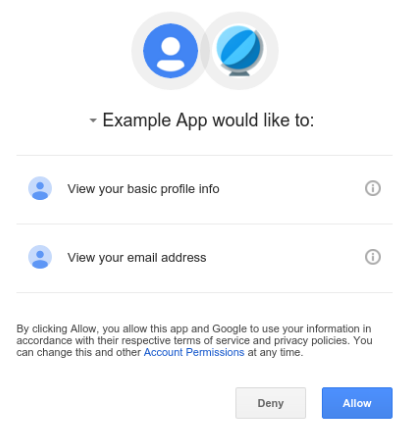 Example App would like to:
View your basic profile info
View your email address
By clicking Allow, you allow this app and Google to use your information in
accordance with their respective terms of service and privacy policies. You
can change this and other Account Permissions at any time.
Deny
Allow